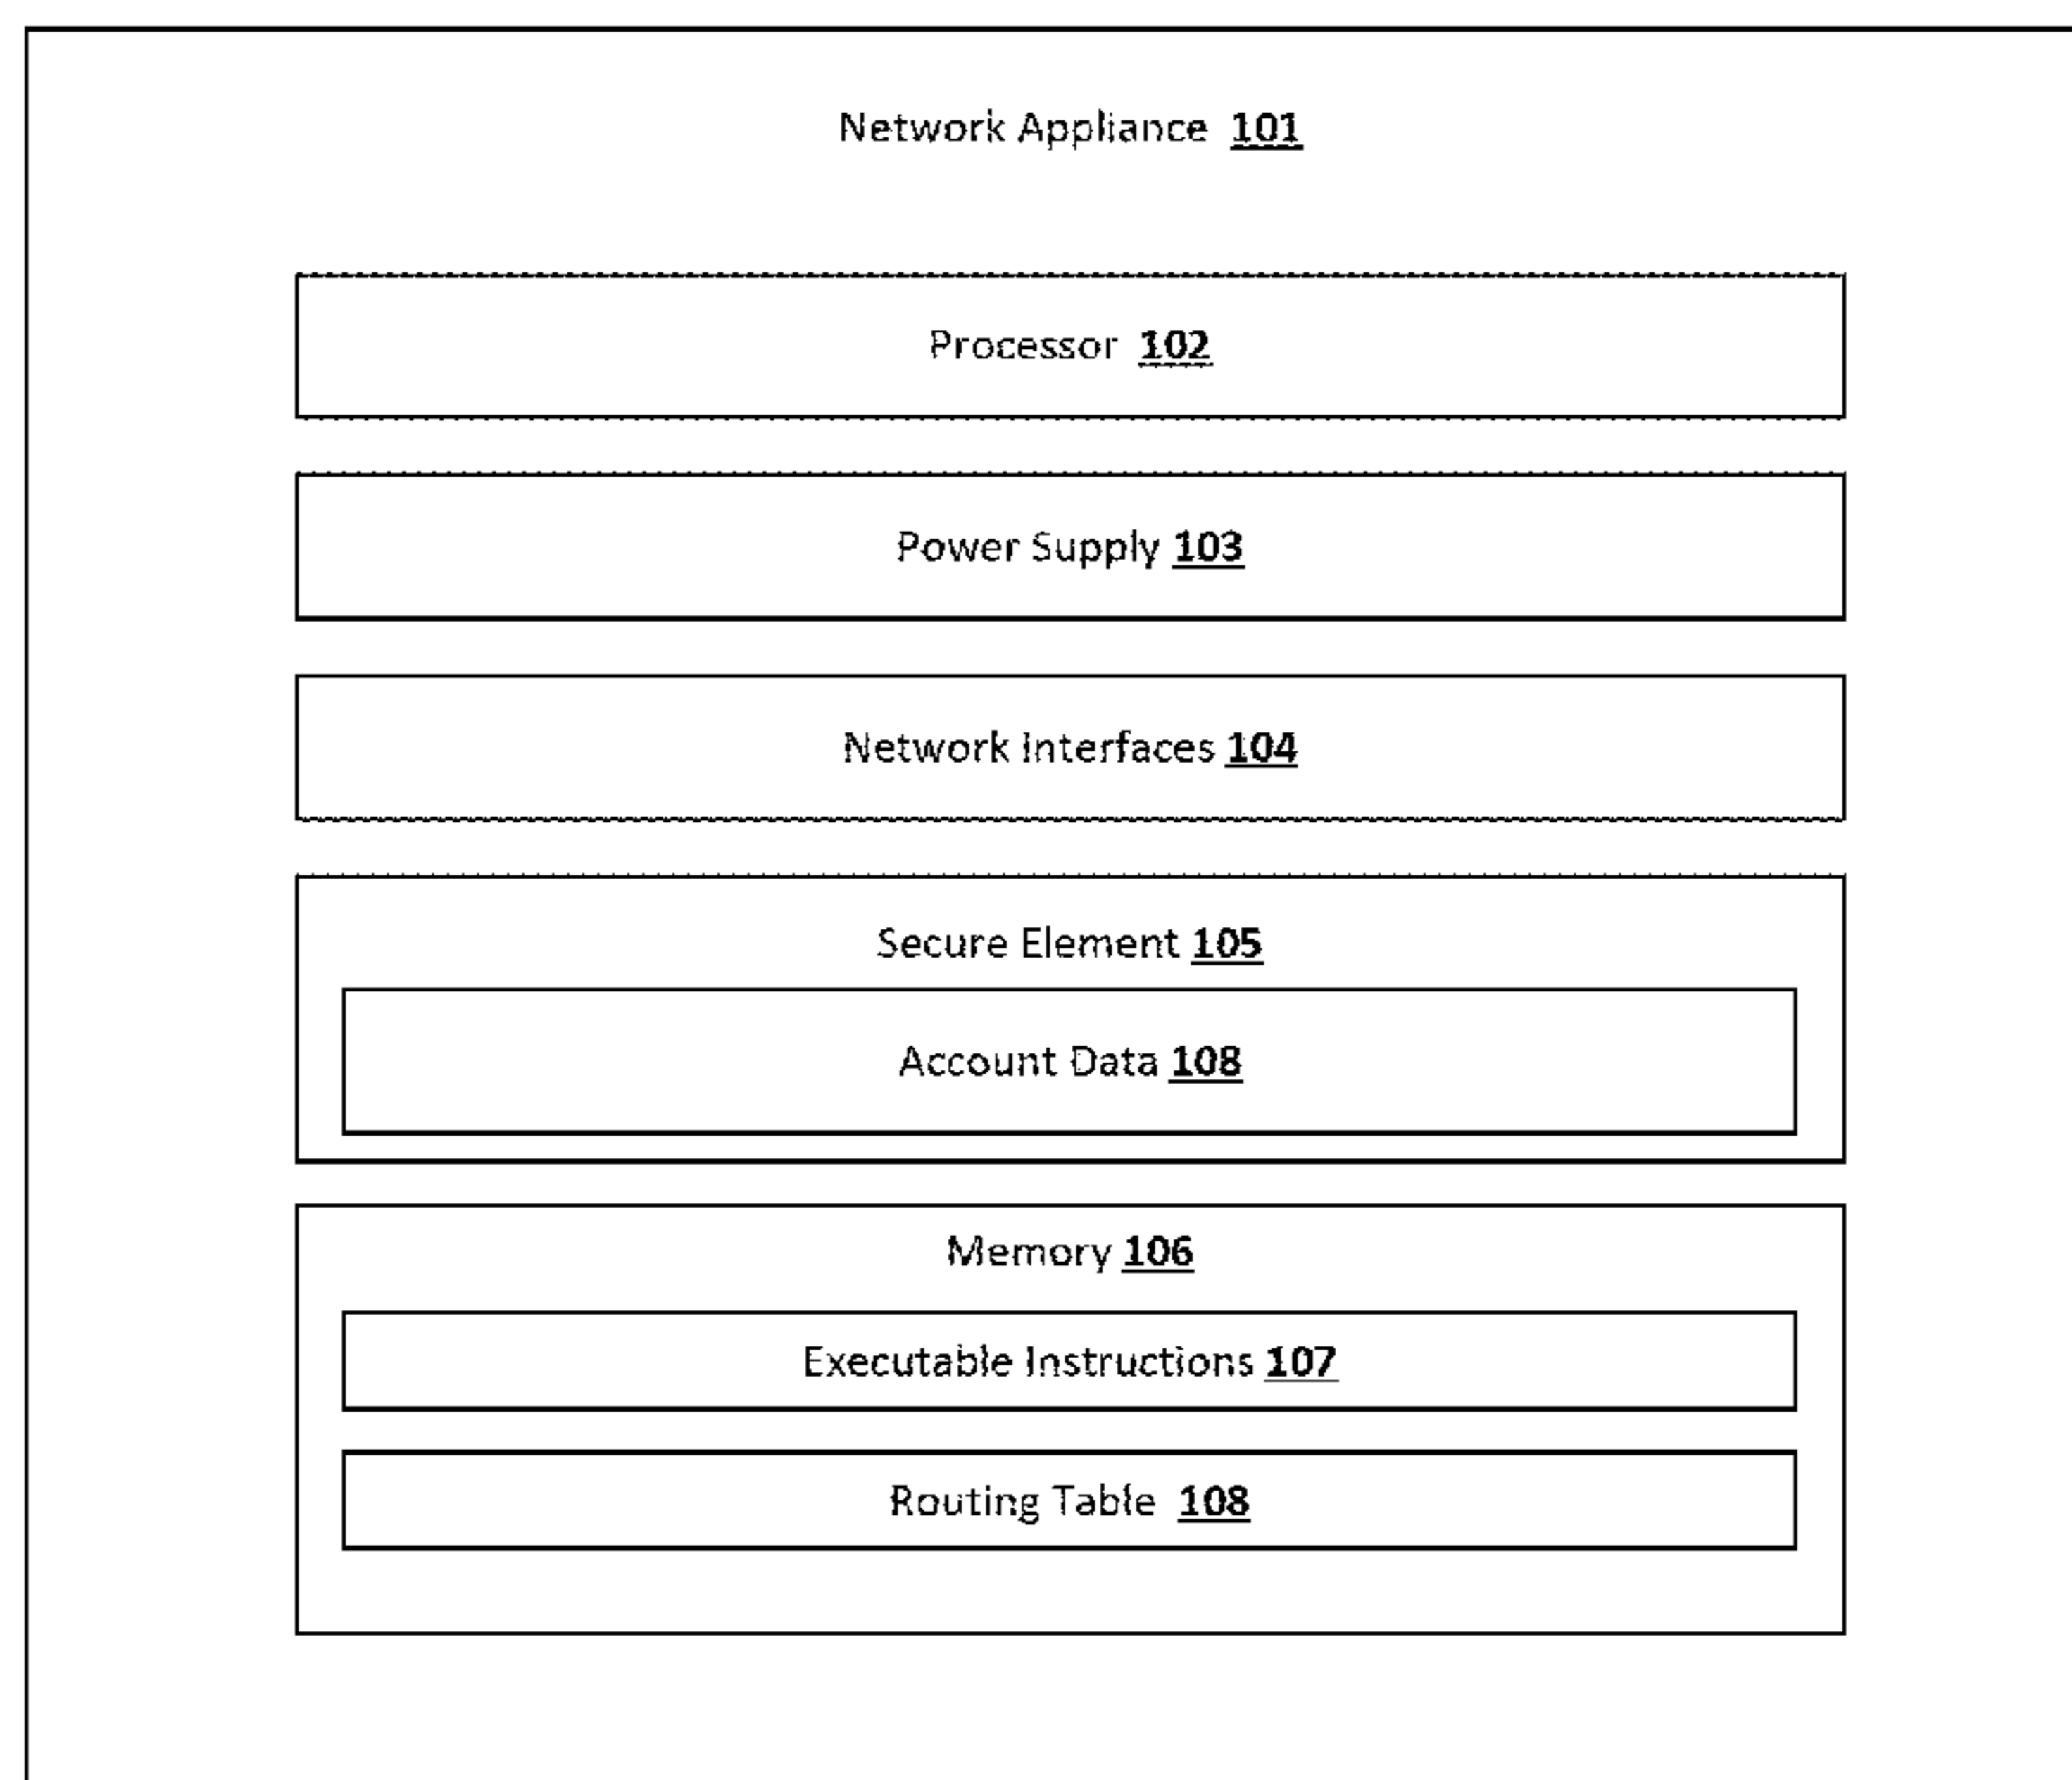 Network Appliance 101
Processor 102
Power Supply 103
Network Interfaces 104
Secure Element 105
Account Data 108
Memory 106
Executable Instructions 107
Routing Table 108